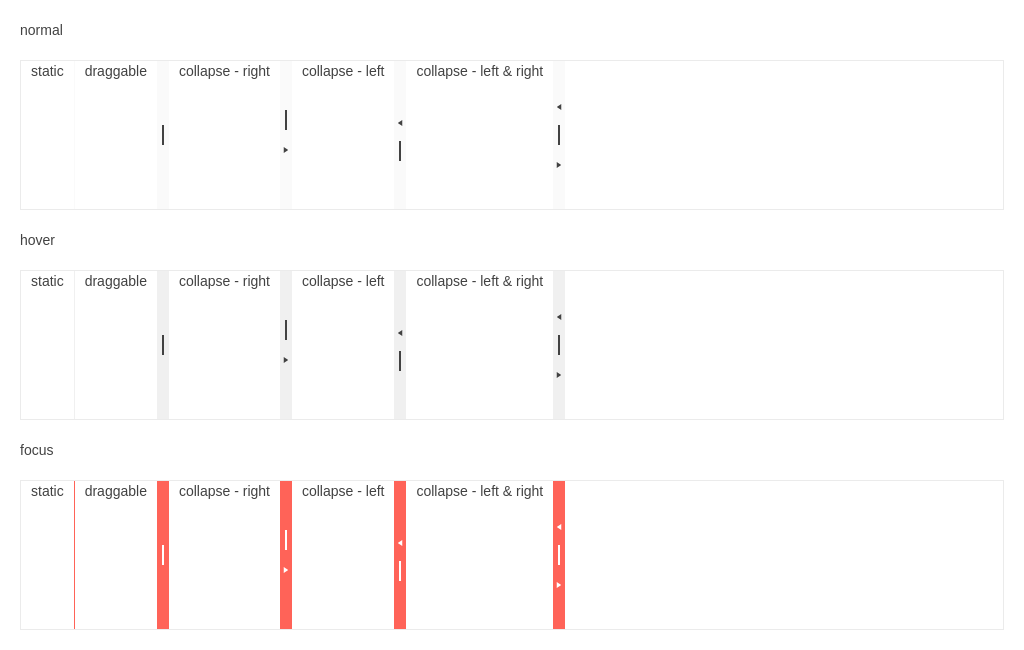 normal
static draggable collapse - right collapse - left collapse - left & right
hover
static draggable collapse - right collapse - left collapse - left & right
focus
static draggable collapse - right collapse - left collapse - left & right